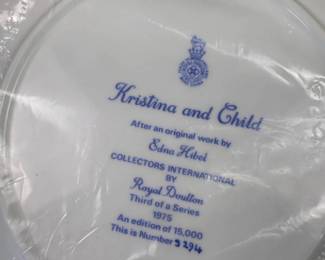 Kristina and Child
After an original work by
Edna Hibel
COLLECTORS INTERNATIONAL
BY
Royal Doulton
Third of a Series
1975
An edition of 15,000
This is Number 5294